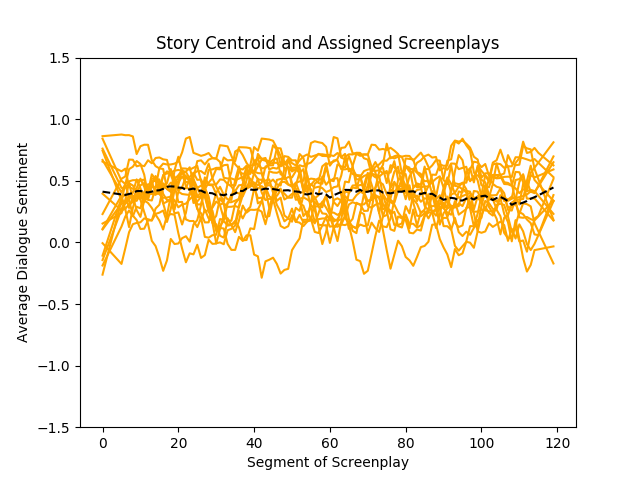 Story Centroid and Assigned Screenplays
1.5
1.0
0.5
0.0
−0.5
−1.0
−1.5
Average Dialogue Sentiment
0 20 40 60 80 100 120
Segment of Screenplay